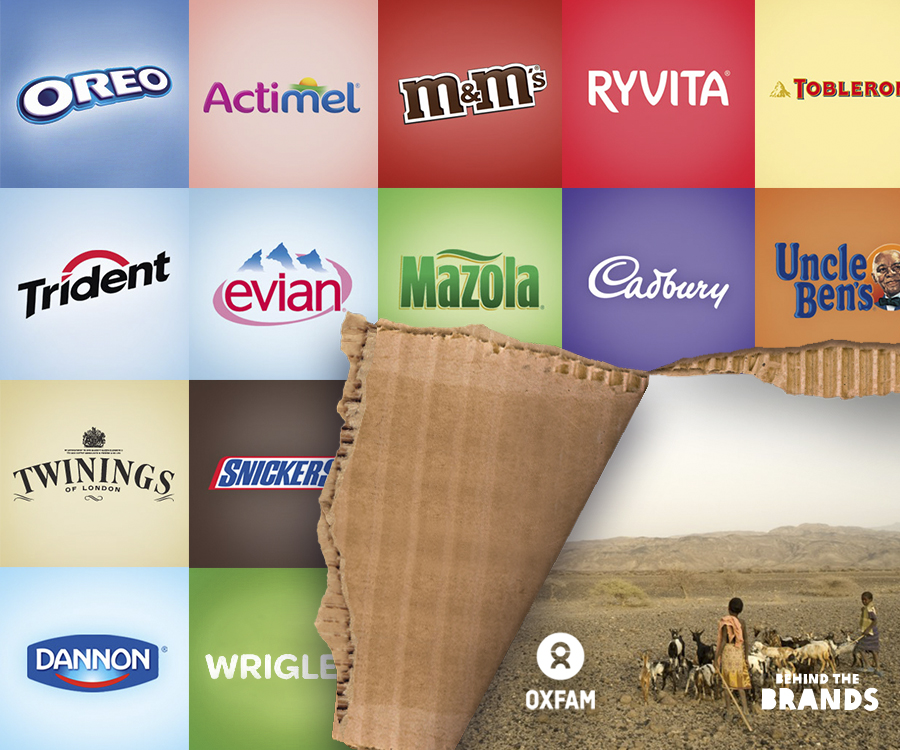 OREO
Actimel
m&m's
RYVITA
TOBLERON
Trident
evian
Mazola
Cadbury
UNCLE
BEN'S
TWININGS
OF LONDON
SNICKERS
DANNON
WRIGLE
OXFAM
BEHIND THE
BRANDS